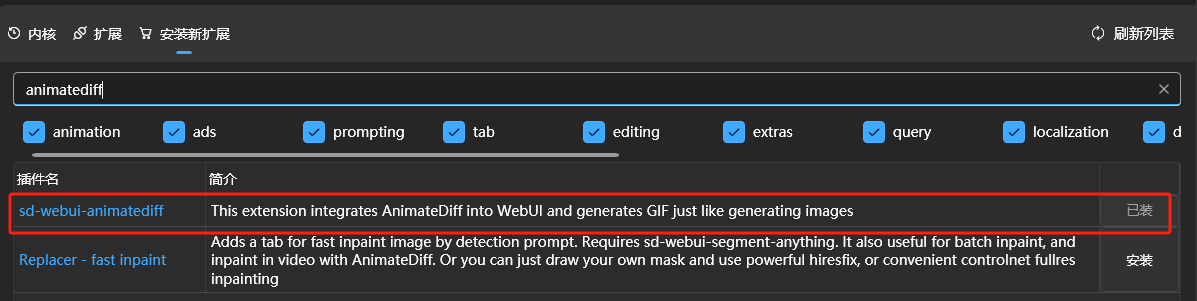 内核 扩展 安装新扩展 刷新列表
animatediff
animation ads prompting tab editing extras query localization d
插件名 简介
sd-webui-animatediff This extension integrates AnimateDiff into WebUI and generates GIF just like generating images 已装
Adds a tab for fast inpaint image by detection prompt. Requires sd-webui-segment-anything. It also useful for batch inpaint, and
Replacer - fast inpaint inpaint in video with AnimateDiff. Or you can just draw your own mask and use powerful hiresfix, or convenient controlnet fullres 安装
inpainting